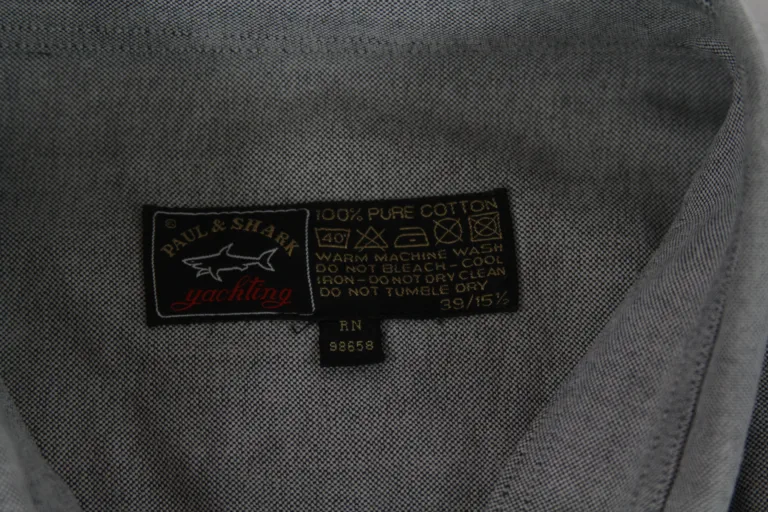 ©
PAUL & SHARK
yachting
100% PURE COTTON
40°
WARM MACHINE WASH
DO NOT BLEACH - COOL
IRON - DO NOT DRY CLEAN
DO NOT TUMBLE DRY
39/15½
RN
98658